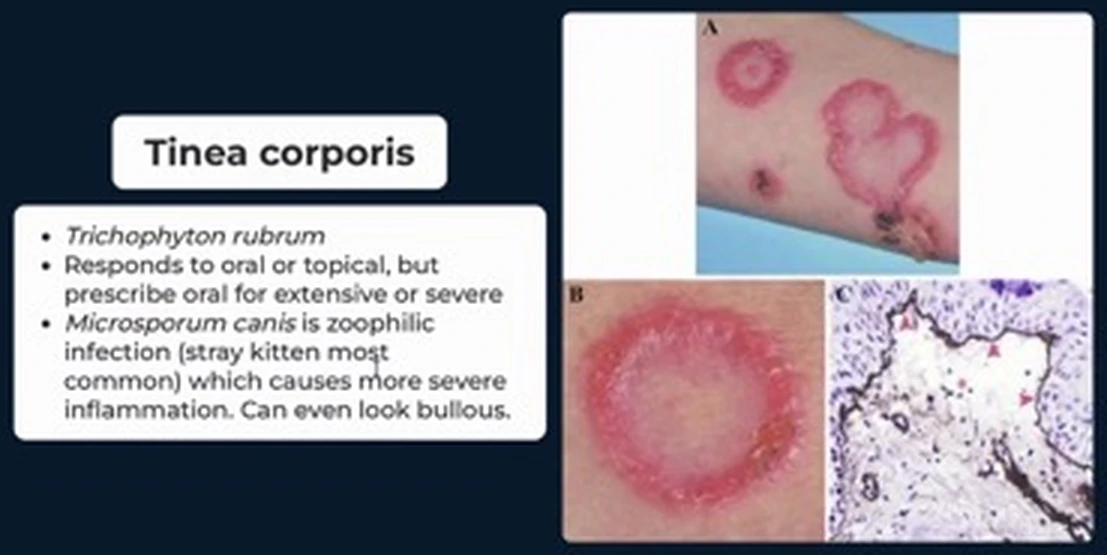 Tinea corporis
• Trichophyton rubrum
• Responds to oral or topical, but
prescribe oral for extensive or severe
• Microsporum canis is zoophilic
infection (stray kitten most
common) which causes more severe
inflammation. Can even look bullous.
A
B
C